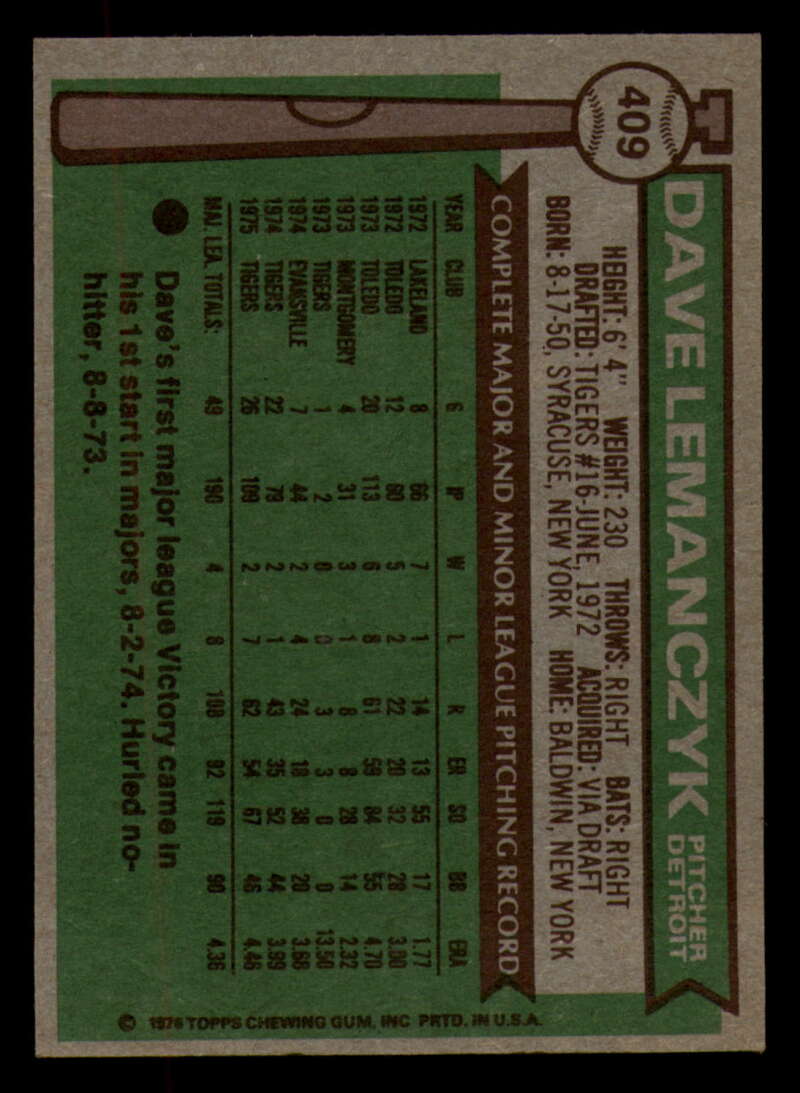 409
DAVE LEMANCZYK PITCHER
DETROIT
HEIGHT: 6' 4" WEIGHT: 230 THROWS: RIGHT BATS: RIGHT
DRAFTED: TIGERS #16-JUNE, 1972 ACQUIRED: VIA DRAFT
BORN: 8-17-50, SYRACUSE, NEW YORK HOME: BALDWIN, NEW YORK
COMPLETE MAJOR AND MINOR LEAGUE PITCHING RECORD
YEAR CLUB G IP W L R ER SO BB ERA
1972 LAKELAND 8 66 7 1 14 13 55 17 1.77
1972 TOLEDO 12 60 5 2 22 20 32 28 3.00
1973 TOLEDO 20 113 6 8 61 59 84 55 4.70
1973 MONTGOMERY 4 31 3 1 8 8 28 14 2.32
1973 TIGERS 1 2 0 0 3 3 0 0 13.50
1974 EVANSVILLE 7 44 2 4 24 18 38 20 3.68
1974 TIGERS 22 79 2 1 43 35 52 44 3.99
1975 TIGERS 26 109 2 7 62 54 67 46 4.46
MAJ. LEA. TOTALS: 49 190 4 8 108 92 119 90 4.36
Dave's first major league Victory came in
his 1st start in majors, 8-2-74. Hurled no-
hitter, 8-8-73.
© 1976 TOPPS CHEWING GUM, INC PRTD. IN U.S.A.